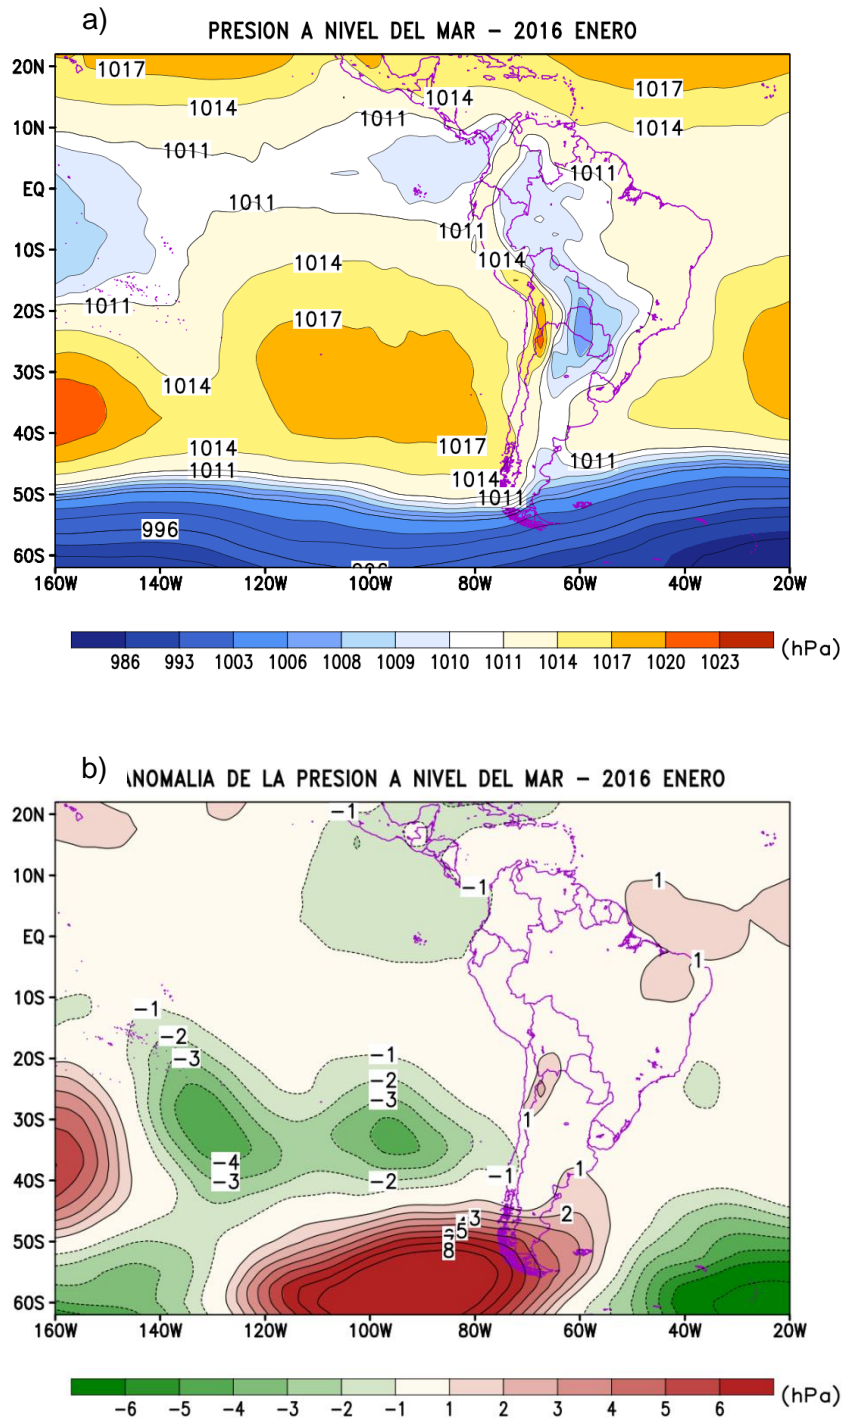 a)
PRESION A NIVEL DEL MAR – 2016 ENERO
20N
10N
EQ
10S
20S
30S
40S
50S
60S
1017
1017
1014
1014
1014
1011
1011
1011
1011
1011
1014
1014
1011
1017
1014
1017
1014
1011
1014
1011
1011
996
160W 140W 120W 100W 80W 60W 40W 20W
986 993 1003 1006 1008 1009 1010 1011 1014 1017 1020 1023 (hPa)
b)
NOMALIA DE LA PRESION A NIVEL DEL MAR – 2016 ENERO
20N
10N
EQ
10S
20S
30S
40S
50S
60S
-1
-1
1
1
-1
-2
-3
-1
-2
-3
1
-4
-3
-2
-1
1
3
2
5
8
160W 140W 120W 100W 80W 60W 40W 20W
-6 -5 -4 -3 -2 -1 1 2 3 4 5 6 (hPa)